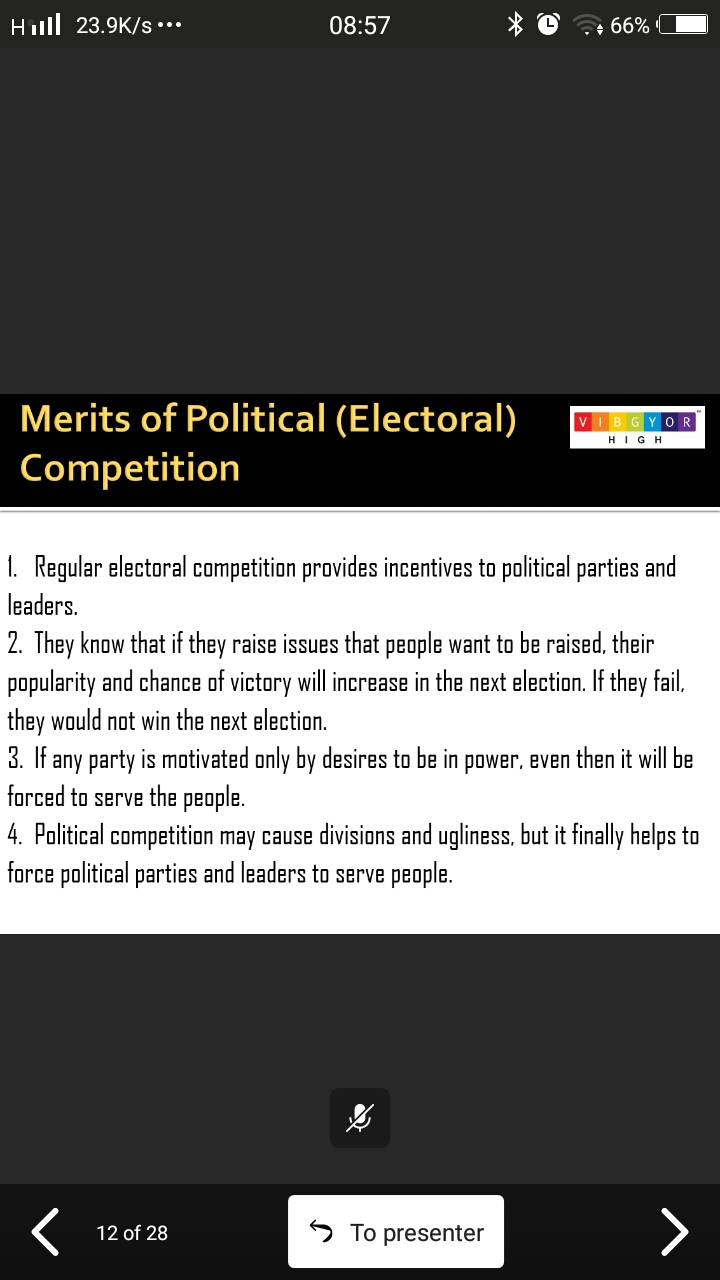 H 23.9K/s ••• 08:57 66%
Merits of Political (Electoral)
Competition
VIBGYOR™
HIGH
1. Regular electoral competition provides incentives to political parties and
leaders.
2. They know that if they raise issues that people want to be raised, their
popularity and chance of victory will increase in the next election. If they fail,
they would not win the next election.
3. If any party is motivated only by desires to be in power, even then it will be
forced to serve the people.
4. Political competition may cause divisions and ugliness, but it finally helps to
force political parties and leaders to serve people.
12 of 28 To presenter